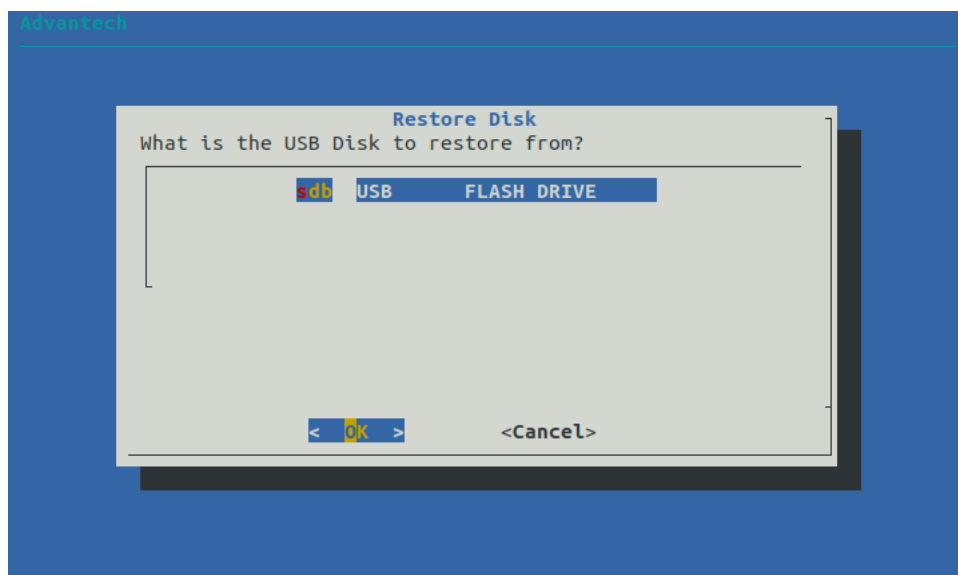 Advantech
Restore Disk
What is the USB Disk to restore from?
sdb USB FLASH DRIVE
< OK > <Cancel>